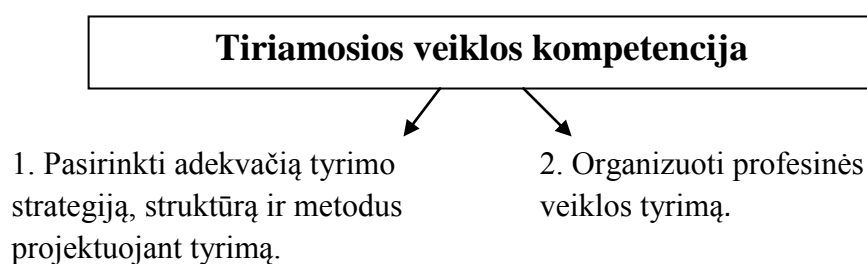 Tiriamosios veiklos kompetencija
1. Pasirinkti adekvačią tyrimo
strategiją, struktūrą ir metodus
projektuojant tyrimą.
2. Organizuoti profesinės
veiklos tyrimą.